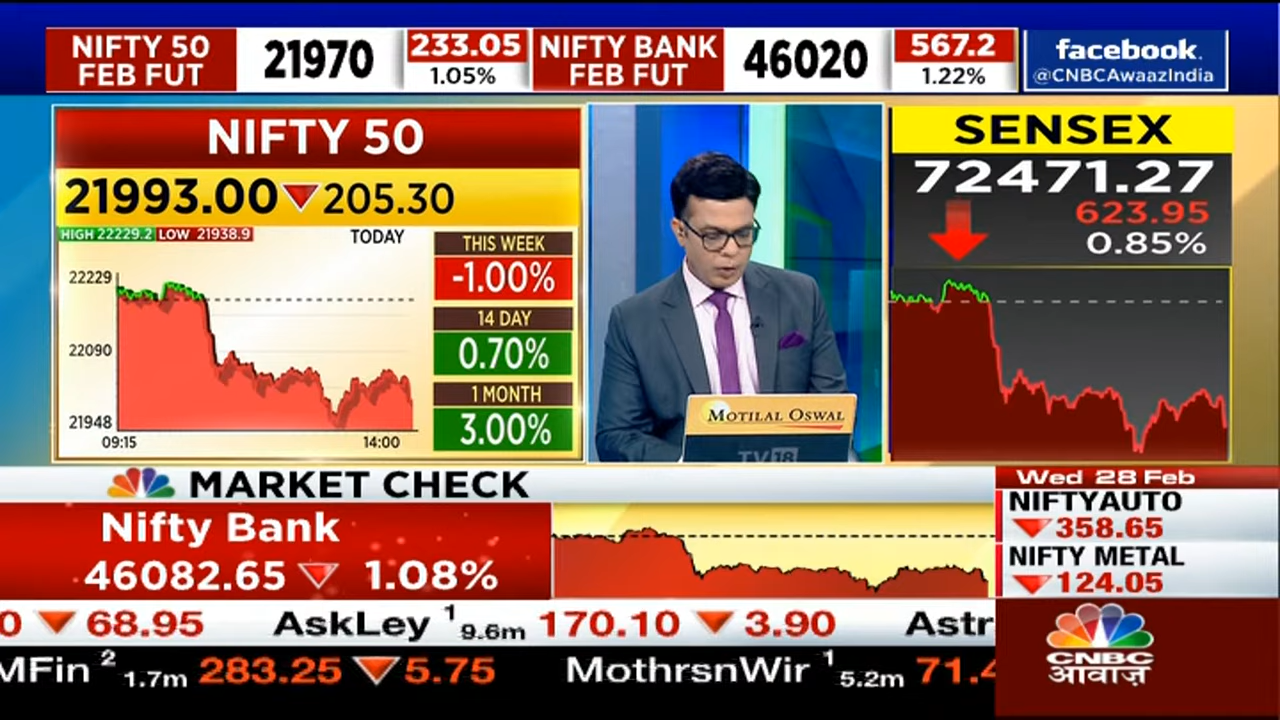 NIFTY 50
FEB FUT
21970
233.05
1.05%
NIFTY BANK
FEB FUT
46020
567.2
1.22%
facebook.
@CNBCAwaazIndia
NIFTY 50
21993.00 205.30
HIGH 22229.2 LOW 21938.9
TODAY
22229
22090
21948
09:15 14:00
THIS WEEK
-1.00%
14 DAY
0.70%
1 MONTH
3.00%
MOTILAL OSWAL
TV18
SENSEX
72471.27
623.95
0.85%
MARKET CHECK
Nifty Bank
46082.65 1.08%
Wed 28 Feb
NIFTYAUTO
358.65
NIFTY METAL
124.05
0 68.95 AskLey 1 9.6m 170.10 3.90 Astr
MFin 2 1.7m 283.25 5.75 MothrsnWir 1 5.2m 71.4
CNBC
आवाज़